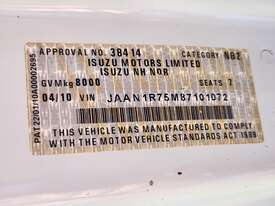 APPROVAL NO. 38414 CATEGORY NB2
ISUZU MOTORS LIMITED
ISUZU NH NQR
GVMkg 8000 SEATS 7
04/10 VIN JAAN1R75M87101072
THIS VEHICLE WAS MANUFACTURED TO COMPLY
WITH THE MOTOR VEHICLE STANDARDS ACT 1989